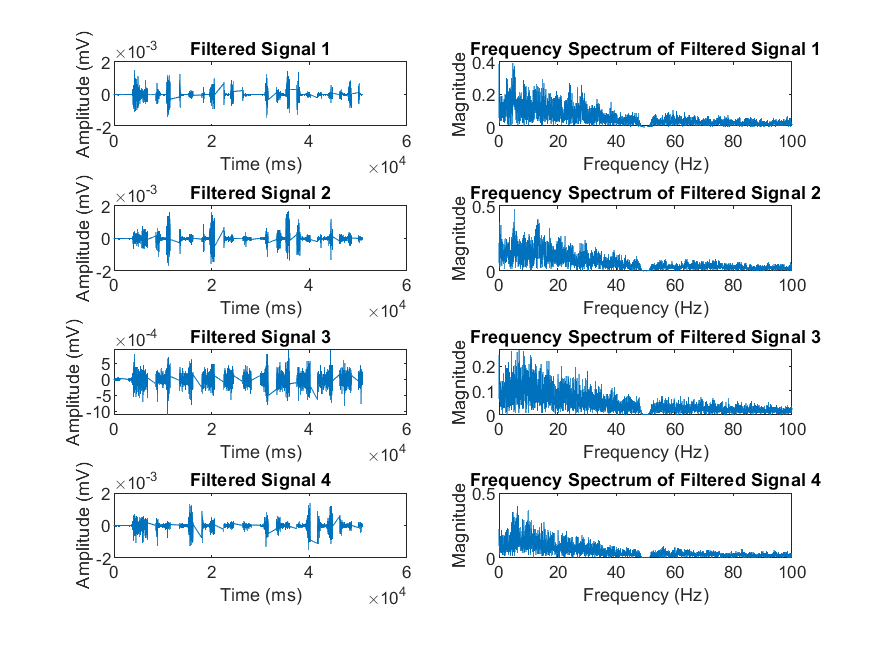 Filtered Signal 1
×10-3
Amplitude (mV)
2
0
-2
0 2 4 6
Time (ms)
×104
Frequency Spectrum of Filtered Signal 1
Magnitude
0.4
0.2
0
0 20 40 60 80 100
Frequency (Hz)
Filtered Signal 2
×10-3
Amplitude (mV)
2
0
-2
0 2 4 6
Time (ms)
×104
Frequency Spectrum of Filtered Signal 2
Magnitude
0.5
0
0 20 40 60 80 100
Frequency (Hz)
Filtered Signal 3
×10-4
Amplitude (mV)
5
0
-5
-10
0 2 4 6
Time (ms)
×104
Frequency Spectrum of Filtered Signal 3
Magnitude
0.2
0.1
0
0 20 40 60 80 100
Frequency (Hz)
Filtered Signal 4
×10-3
Amplitude (mV)
2
0
-2
0 2 4 6
Time (ms)
×104
Frequency Spectrum of Filtered Signal 4
Magnitude
0.5
0
0 20 40 60 80 100
Frequency (Hz)